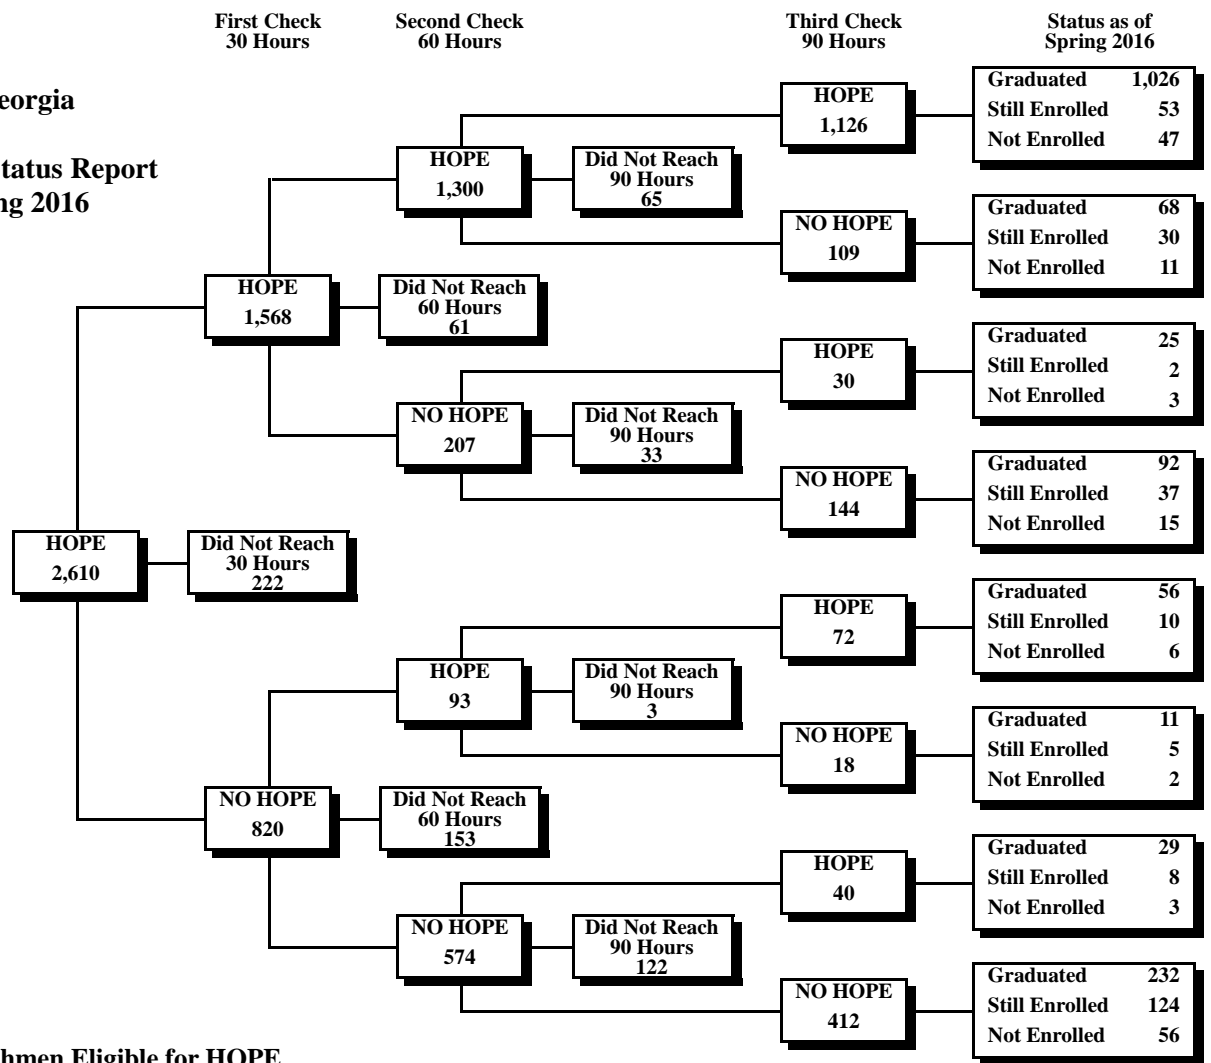 First Check
30 Hours
Second Check
60 Hours
Third Check
90 Hours
Status as of
Spring 2016
eorgia
tatus Report
ng 2016
HOPE
2,610
Did Not Reach
30 Hours
222
HOPE
1,568
Did Not Reach
60 Hours
61
NO HOPE
820
Did Not Reach
60 Hours
153
HOPE
1,300
Did Not Reach
90 Hours
65
NO HOPE
207
Did Not Reach
90 Hours
33
HOPE
93
Did Not Reach
90 Hours
3
NO HOPE
574
Did Not Reach
90 Hours
122
HOPE
1,126
Graduated 1,026
Still Enrolled 53
Not Enrolled 47
NO HOPE
109
Graduated 68
Still Enrolled 30
Not Enrolled 11
HOPE
30
Graduated 25
Still Enrolled 2
Not Enrolled 3
NO HOPE
144
Graduated 92
Still Enrolled 37
Not Enrolled 15
HOPE
72
Graduated 56
Still Enrolled 10
Not Enrolled 6
NO HOPE
18
Graduated 11
Still Enrolled 5
Not Enrolled 2
HOPE
40
Graduated 29
Still Enrolled 8
Not Enrolled 3
NO HOPE
412
Graduated 232
Still Enrolled 124
Not Enrolled 56
hmen Eligible for HOPE